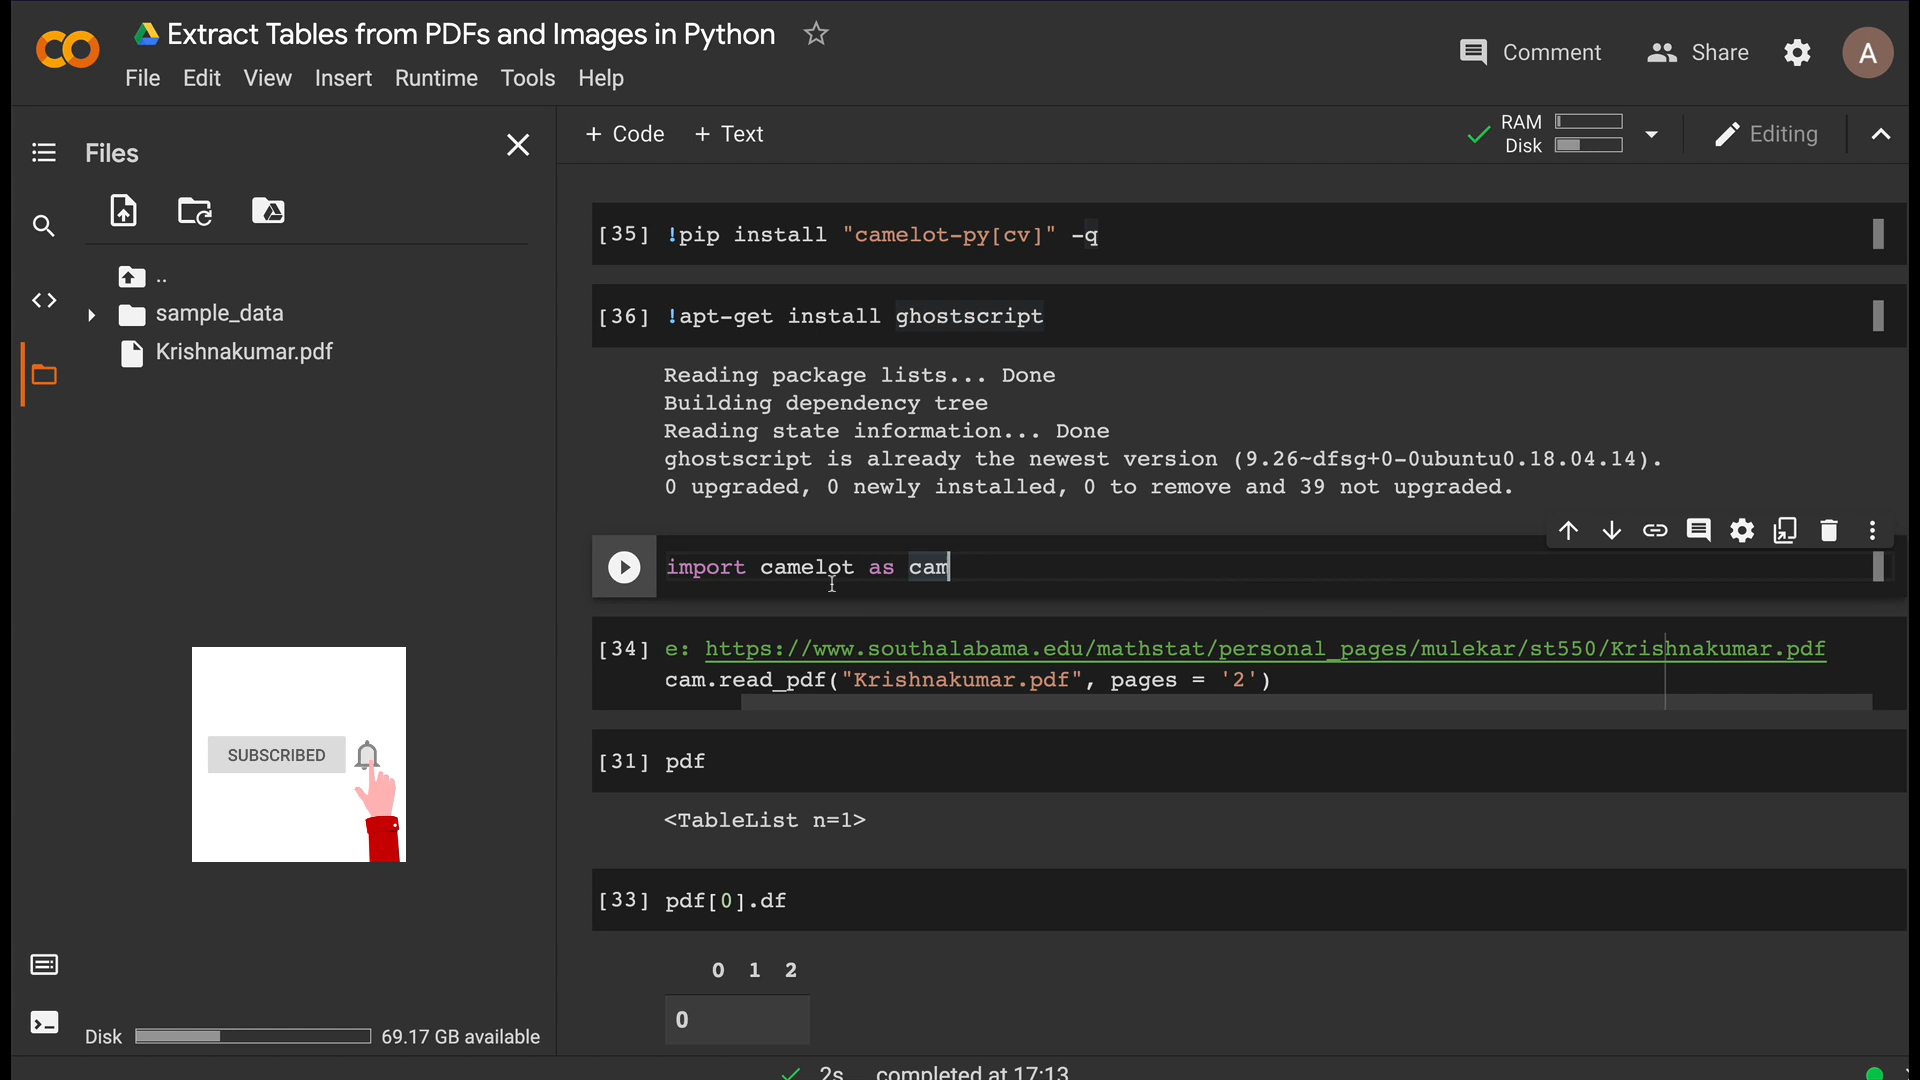 Extract Tables from PDFs and Images in Python
File Edit View Insert Runtime Tools Help
Comment
Share
A
Files
+ Code + Text
RAM
Disk
Editing
..
sample_data
Krishnakumar.pdf
[35] !pip install "camelot-py[cv]" -q
[36] !apt-get install ghostscript
Reading package lists... Done
Building dependency tree
Reading state information... Done
ghostscript is already the newest version (9.26~dfsg+0-0ubuntu0.18.04.14).
0 upgraded, 0 newly installed, 0 to remove and 39 not upgraded.
import camelot as cam
[34] e: https://www.southalabama.edu/mathstat/personal_pages/mulekar/st550/Krishnakumar.pdf
cam.read_pdf("Krishnakumar.pdf", pages = '2')
[31] pdf
<TableList n=1>
[33] pdf[0].df
0 1 2
0
SUBSCRIBED
Disk 69.17 GB available
2s completed at 17:13